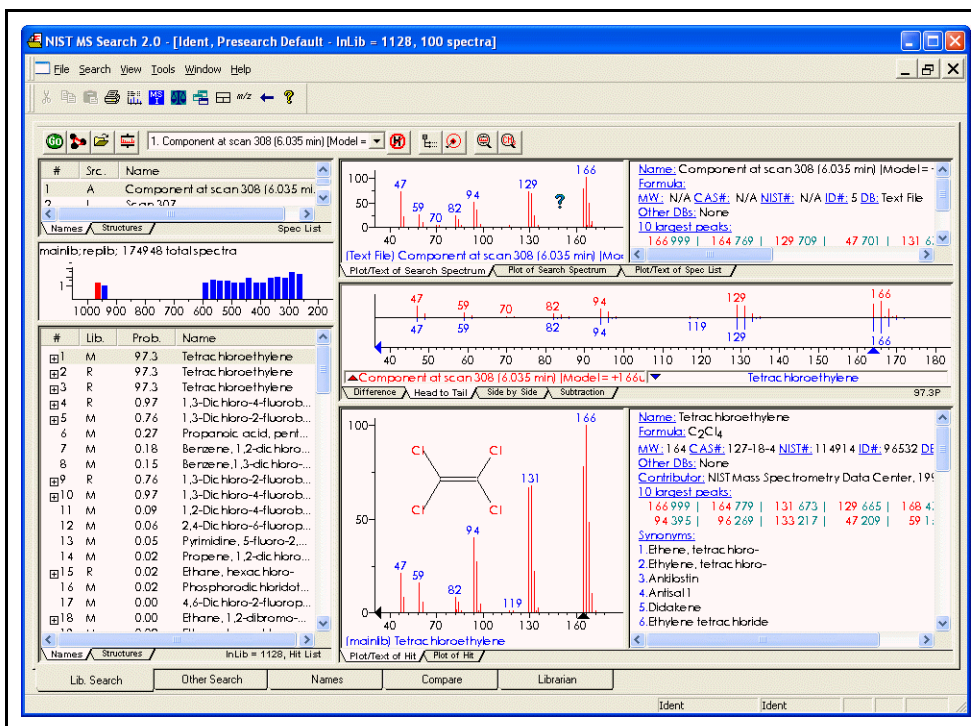 NIST MS Search 2.0 - [Ident, Presearch Default - InLib = 1128, 100 spectra]
File Search View Tools Window Help
m/z
GO
1. Component at scan 308 (6.035 min) [Model =
# Src. Name
1 A Component at scan 308 (6.035 mi.
2 I Scan 307
Names Structures Spec List
mainlib; replib; 174948 total spectra
1
1000 900 800 700 600 500 400 300 200
# Lib. Prob. Name
1 M 97.3 Tetrachloroethylene
2 R 97.3 Tetrachloroethylene
3 R 97.3 Tetrachloroethylene
4 R 0.97 1,3-Dichloro-4-fluorob...
5 M 0.76 1,3-Dichloro-2-fluorob...
6 M 0.27 Propanoic acid, pent...
7 M 0.18 Benzene, 1,2-dichloro...
8 M 0.15 Benzene,1,3-dichloro-...
9 R 0.76 1,3-Dichloro-2-fluorob...
10 M 0.97 1,3-Dichloro-4-fluorob...
11 M 0.09 1,2-Dichloro-4-fluorob...
12 M 0.06 2,4-Dichloro-6-fluorop...
13 M 0.05 Pyrimidine, 5-fluoro-2,...
14 M 0.02 Propene, 1,2-dichloro...
15 R 0.02 Ethane, hexachloro-
16 M 0.02 Phosphorodichloridot...
17 M 0.00 4,6-Dichloro-2-fluorop...
18 M 0.00 Ethane, 1,2-dibromo-...
Names Structures InLib = 1128, Hit List
100
50
0
47 59 70 82 94 129 166
?
40 70 100 130 160
(Text File) Component at scan 308 (6.035 min) [Moc
Plot/Text of Search Spectrum Plot of Search Spectrum Plot/Text of Spec List
Name: Component at scan 308 (6.035 min) [Model= -
Formula:
MW: N/A CAS#: N/A NIST#: N/A ID#: 5 DB: Text File
Other DBs: None
10 largest peaks:
166 999 | 164 769 | 129 709 | 47 701 | 131 6
47 59 70 82 94 129 166
47 59 82 94 119 129 166
40 50 60 70 80 90 100 110 120 130 140 150 160 170 180
Component at scan 308 (6.035 min) [Model= +166u Tetrachloroethylene
Difference Head to Tail Side by Side Subtraction 97.3P
100
50
0
47 59 82 94 119 131 166
Cl Cl
Cl Cl
40 70 100 130 160
(mainlib) Tetrachloroethylene
Plot/Text of Hit Plot of Hit
Name: Tetrachloroethylene
Formula: C2Cl4
MW: 164 CAS#: 127-18-4 NIST#: 114914 ID#: 96532 DB
Other DBs: None
Contributor: NIST Mass Spectrometry Data Center, 199
10 largest peaks:
166 999 | 164 779 | 131 673 | 129 665 | 168 4
94 395 | 96 269 | 133 217 | 47 209 | 59 1
Synonyms:
1.Ethene, tetrachloro-
2.Ethylene, tetrachloro-
3.Ankilostin
4.Antisal 1
5.Didakene
6.Ethylene tetrachloride
Lib. Search Other Search Names Compare Librarian
Ident Ident